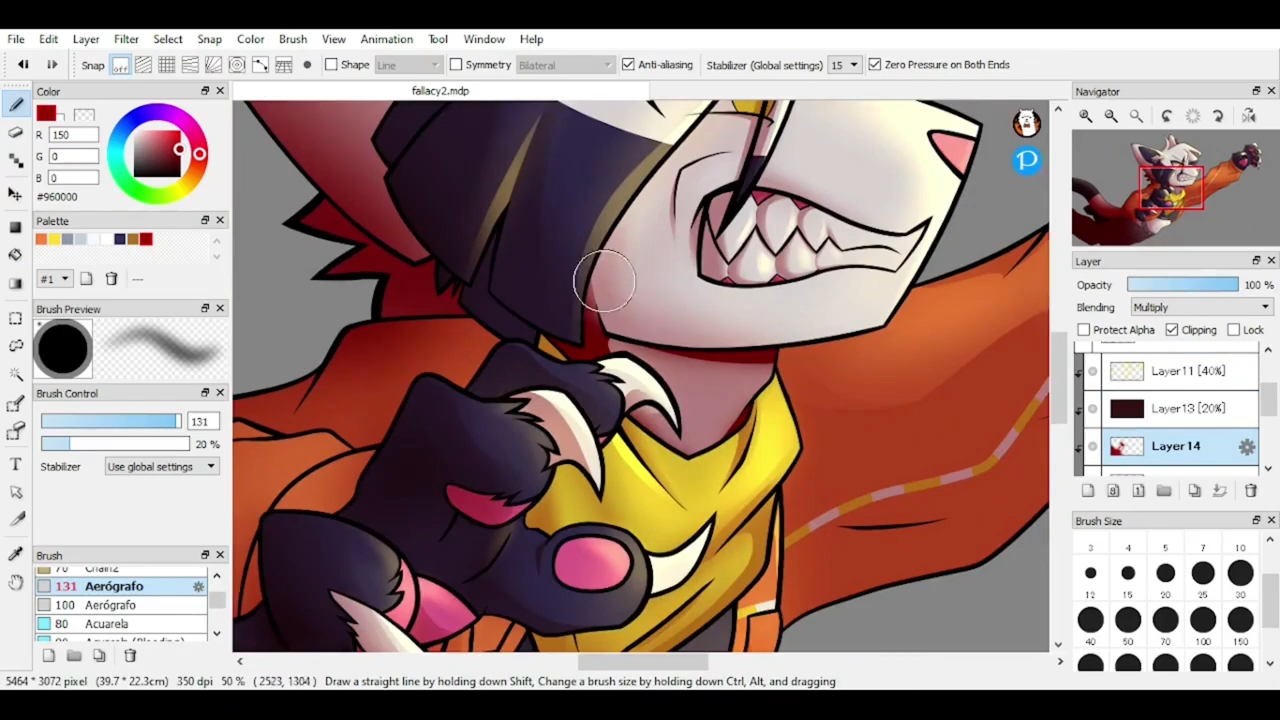 File Edit Layer Filter Select Snap Color Brush View Animation Tool Window Help
Snap off Shape Line Symmetry Bilateral Anti-aliasing Stabilizer (Global settings) 15 Zero Pressure on Both Ends
Color
R 150
G 0
B 0
#960000
Palette
#1 ---
Brush Preview
Brush Control
131
20 %
Stabilizer Use global settings
Brush
70 Chain2
131 Aerógrafo
100 Aerógrafo
80 Acuarela
fallacy2.mdp
P
Navigator
Layer
Opacity 100 %
Blending Multiply
Protect Alpha Clipping Lock
Layer11 [40%]
Layer13 [20%]
Layer14
8 1
Brush Size
3 4 5 7 10
12 15 20 25 30
40 50 70 100 150
5464 * 3072 pixel (39.7 * 22.3cm) 350 dpi 50 % ( 2523, 1304 ) Draw a straight line by holding down Shift, Change a brush size by holding down Ctrl, Alt, and dragging